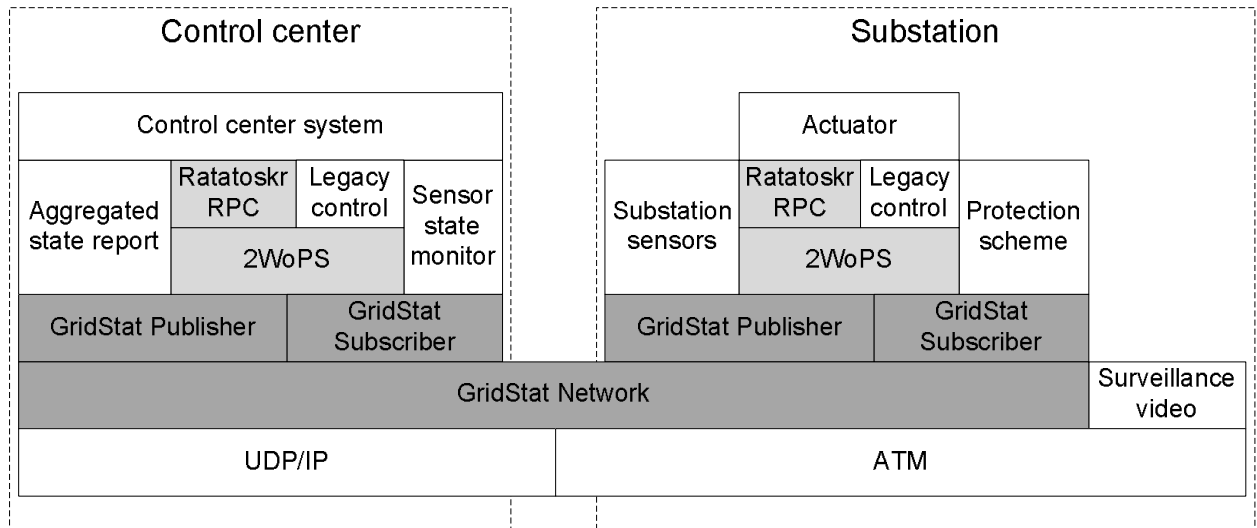 Control center
Substation
Control center system
Actuator
Aggregated
state report
Ratatoskr
RPC
Legacy
control
Sensor
state
monitor
2WoPS
Substation
sensors
Ratatoskr
RPC
Legacy
control
Protection
scheme
2WoPS
GridStat Publisher
GridStat
Subscriber
GridStat Publisher
GridStat
Subscriber
GridStat Network
Surveillance
video
UDP/IP
ATM